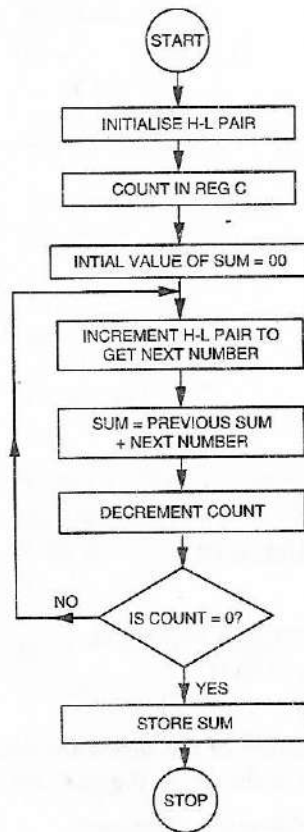 START
INITIALISE H-L PAIR
COUNT IN REG C
INTIAL VALUE OF SUM = 00
INCREMENT H-L PAIR TO
GET NEXT NUMBER
SUM = PREVIOUS SUM
+ NEXT NUMBER
DECREMENT COUNT
NO
IS COUNT = 0?
YES
STORE SUM
STOP